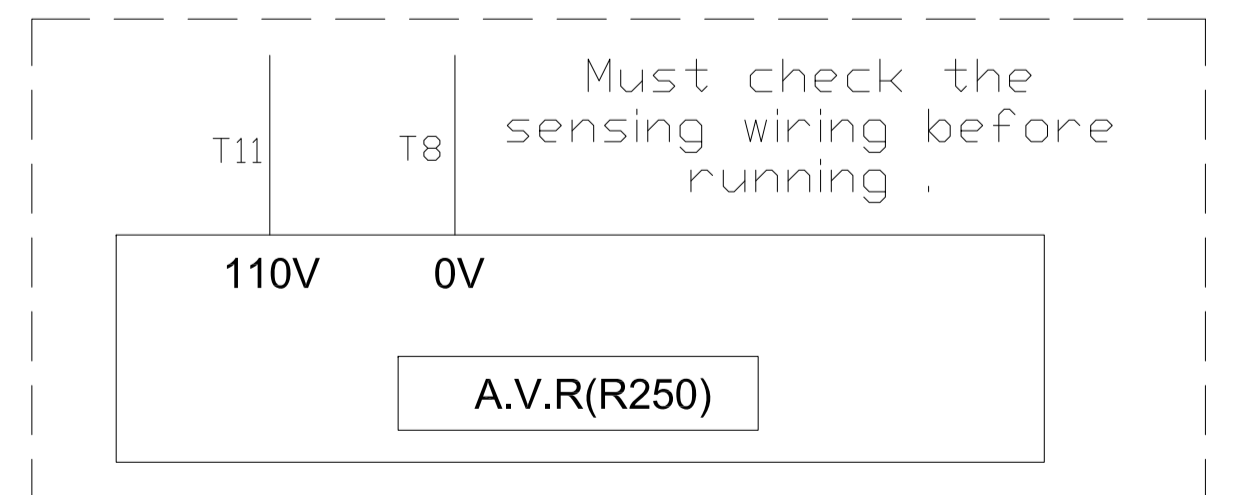 Must check the
sensing wiring before
running .
T11
T8
110V
0V
A.V.R(R250)